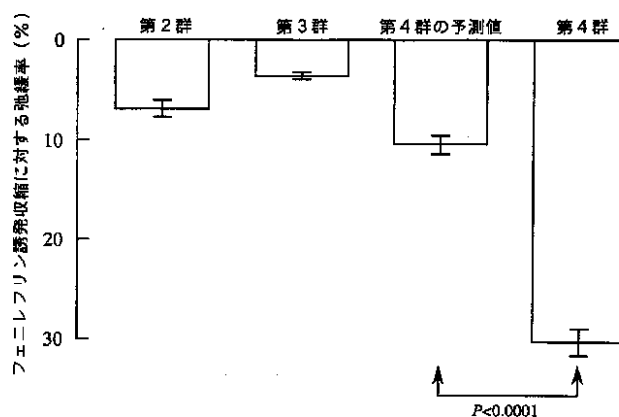 第２群 第３群 第４群の予測値 第４群
フェニレフリン誘発収縮に対する弛緩率（％）
0
10
20
30
P<0.0001